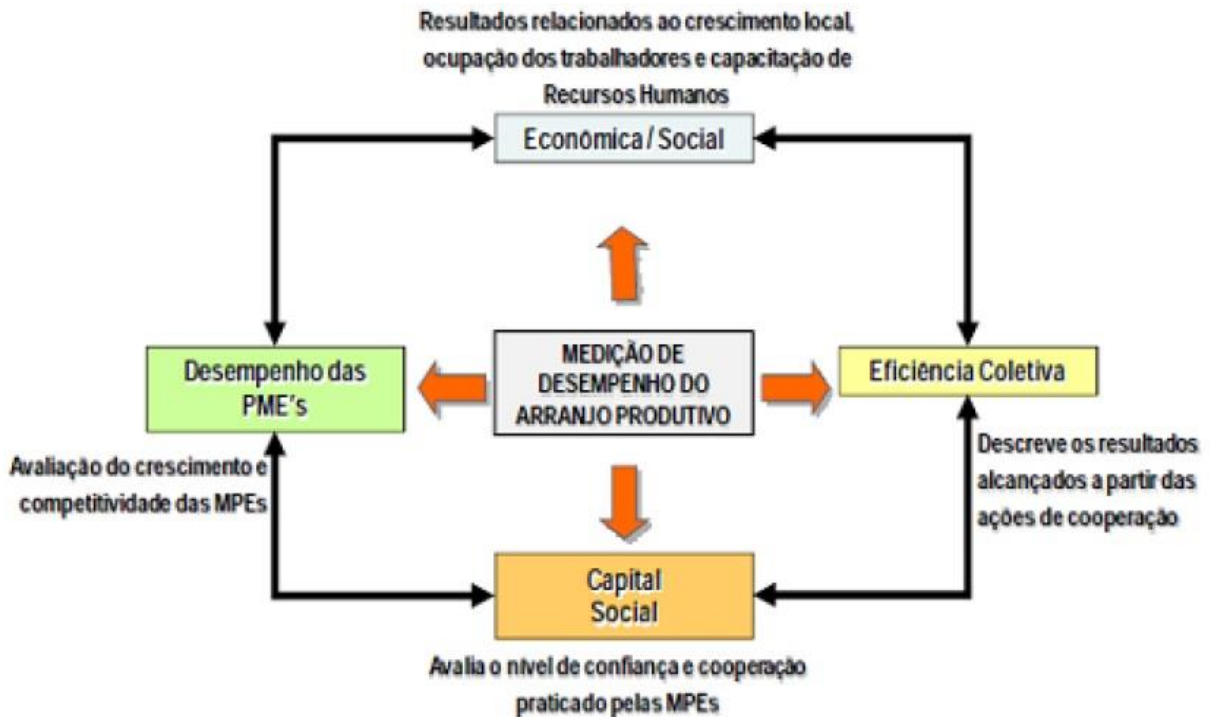 Resultados relacionados ao crescimento local,
ocupação dos trabalhadores e capacitação de
Recursos Humanos
Econômica / Social
Desempenho das
PME's
MEDIÇÃO DE
DESEMPENHO DO
ARRANJO PRODUTIVO
Eficiência Coletiva
Avaliação do crescimento e
competitividade das MPEs
Descreve os resultados
alcançados a partir das
ações de cooperação
Capital
Social
Avalia o nível de confiança e cooperação
praticado pelas MPEs